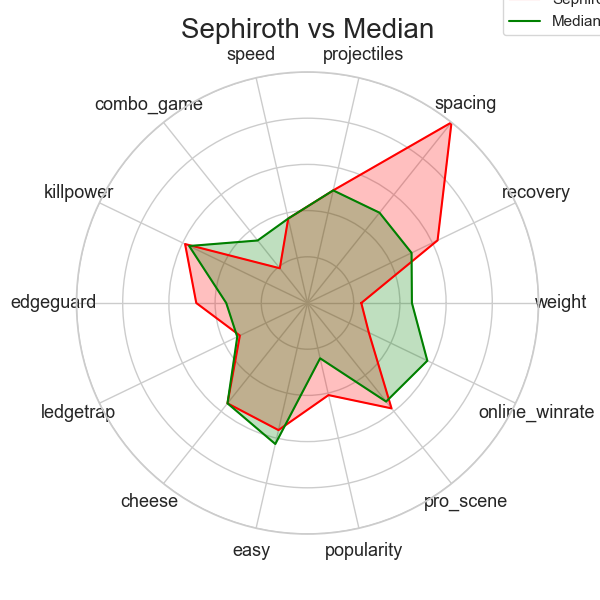 Sephiroth vs Median
Median
speed
projectiles
combo_game
spacing
killpower
recovery
edgeguard
weight
ledgetrap
online_winrate
cheese
pro_scene
easy
popularity